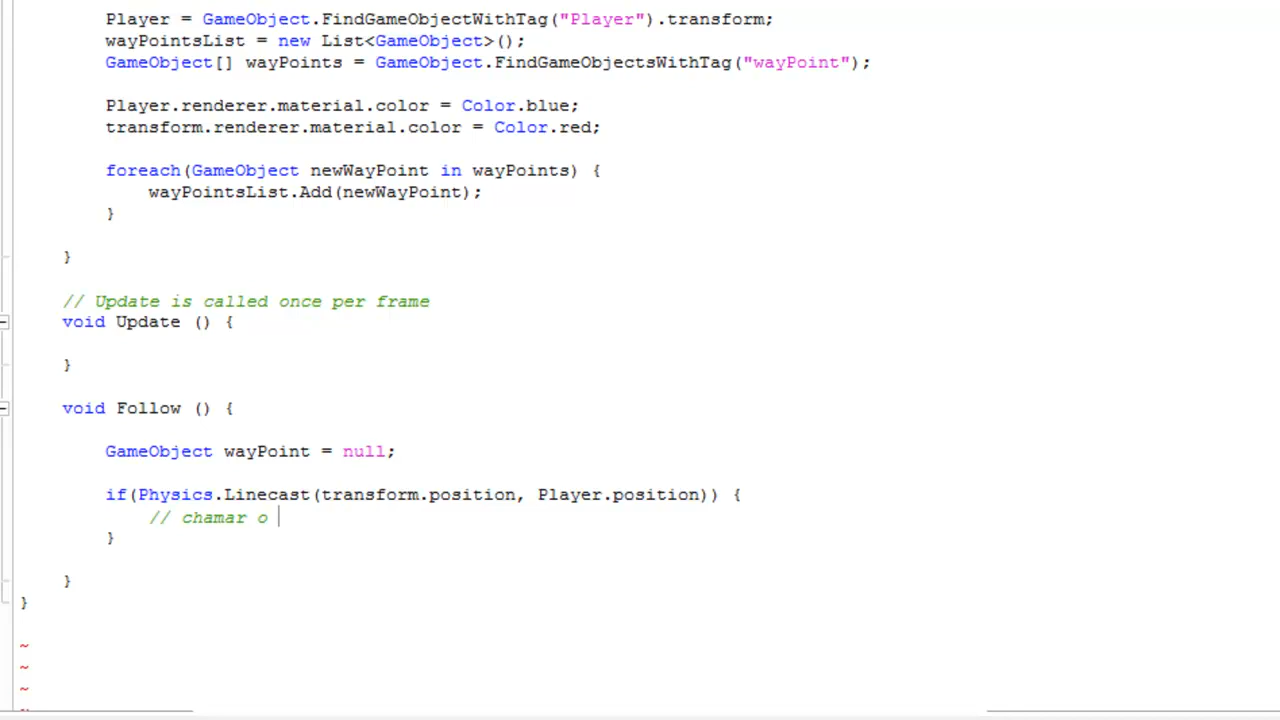 Player = GameObject.FindGameObjectWithTag("Player").transform;
wayPointsList = new List<GameObject>();
GameObject[] wayPoints = GameObject.FindGameObjectsWithTag("wayPoint");
Player.renderer.material.color = Color.blue;
transform.renderer.material.color = Color.red;
foreach(GameObject newWayPoint in wayPoints) {
wayPointsList.Add(newWayPoint);
}
}
// Update is called once per frame
void Update () {
}
void Follow () {
GameObject wayPoint = null;
if(Physics.Linecast(transform.position, Player.position)) {
// chamar o
}
}
}
~
~
~